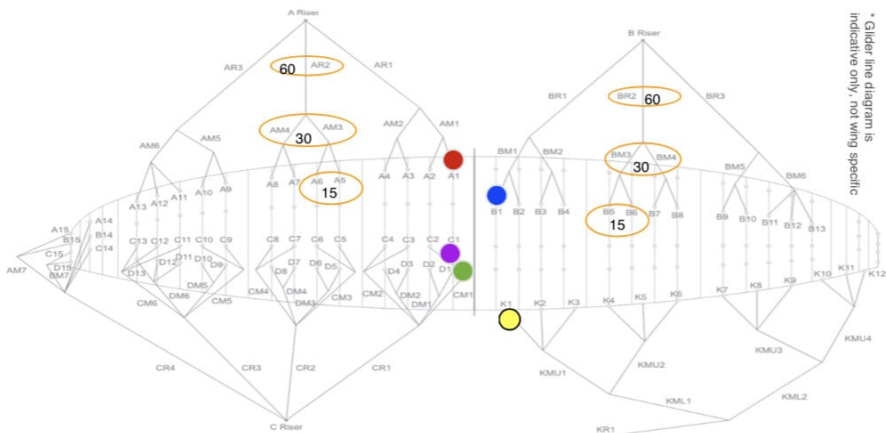 * Glider line diagram is
indicative only, not wing specific
A Riser
B Riser
AR3
60 AR2
AR1
BR1
BR2 60
BR3
AM6
AM5
AM4 AM3
30
AM2
AM1
BM1
BM2
BM3 BM4
30
BM5
BM6
A13 A12 A11 A10 A9 A8 A7 A6 A5 A4 A3 A2 A1
15
B1 B2 B3 B4 B5 B6 B7 B8 B9 B10 B11 B12 B13
15
A15 A14
B15 B14
C15 C14
D15
AM7
BM7
C13 C12 C11 C10 C9 C8 C7 C6 C5 C4 C3 C2 C1
D13 D12 D11 D10 D9 D8 D7 D6 D5 D4 D3 D2 D1
CM6
DM6
DM5
CM5
CM4
DM4
DM3
CM3
CM2
DM2
DM1
CM1
K1 K2 K3 K4 K5 K6 K7 K8 K9 K10 K11 K12
KMU1
KMU2
KMU3
KMU4
CR4
CR3
CR2
CR1
KML1
KML2
KR1
C Riser